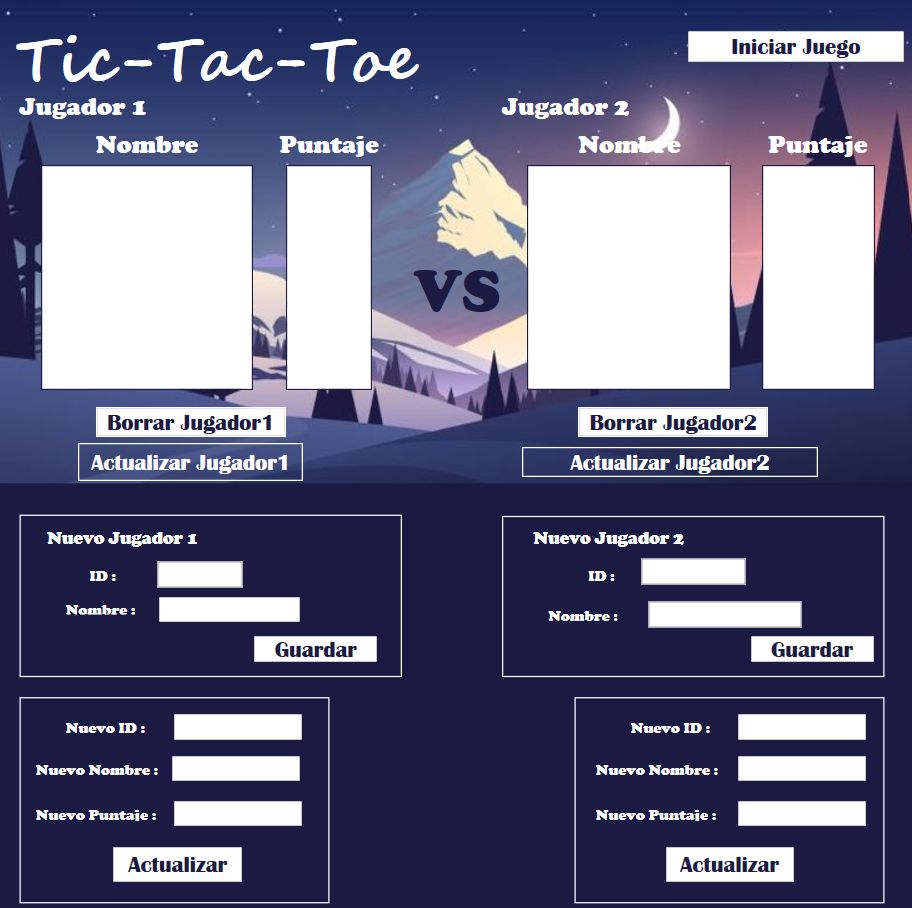 Tic-Tac-Toe
Iniciar Juego
Jugador 1
Jugador 2
Nombre
Puntaje
Nombre
Puntaje
VS
Borrar Jugador1
Borrar Jugador2
Actualizar Jugador1
Actualizar Jugador2
Nuevo Jugador 1
ID :
Nombre :
Guardar
Nuevo Jugador 2
ID :
Nombre :
Guardar
Nuevo ID :
Nuevo Nombre :
Nuevo Puntaje :
Actualizar
Nuevo ID :
Nuevo Nombre :
Nuevo Puntaje :
Actualizar